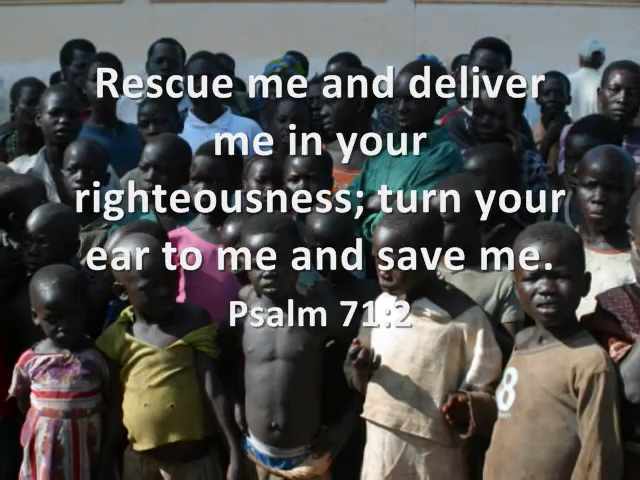 Rescue me and deliver
me in your
righteousness; turn your
ear to me and save me.
Psalm 71:2
8